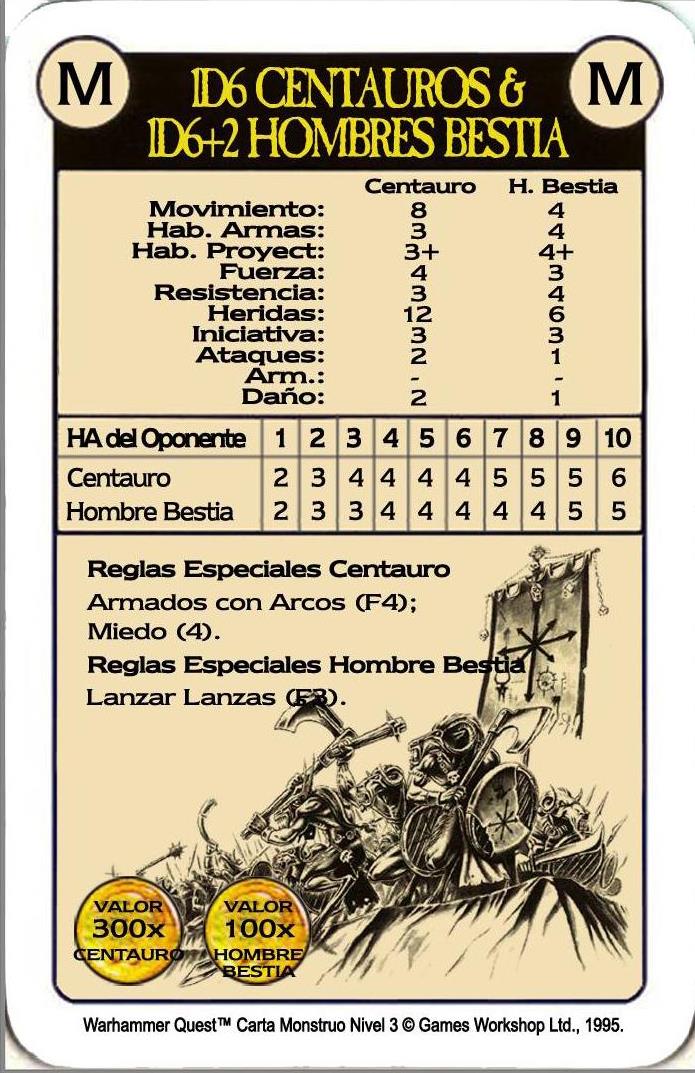 M
1D6 CENTAUROS &
M
1D6+2 HOMBRES BESTIA
Centauro H. Bestia
Movimiento: 8 4
Hab. Armas: 3 4
Hab. Proyect: 3+ 4+
Fuerza: 4 3
Resistencia: 3 4
Heridas: 12 6
Iniciativa: 3 3
Ataques: 2 1
Arm.: - -
Daño: 2 1
HA del Oponente 1 2 3 4 5 6 7 8 9 10
Centauro 2 3 4 4 4 4 5 5 5 6
Hombre Bestia 2 3 3 4 4 4 4 4 5 5
Reglas Especiales Centauro
Armados con Arcos (F4);
Miedo (4).
Reglas Especiales Hombre Bestia
Lanzar Lanzas (F3).
VALOR
300x
CENTAURO
VALOR
100x
HOMBRE
BESTIA
Warhammer Quest™ Carta Monstruo Nivel 3 © Games Workshop Ltd., 1995.